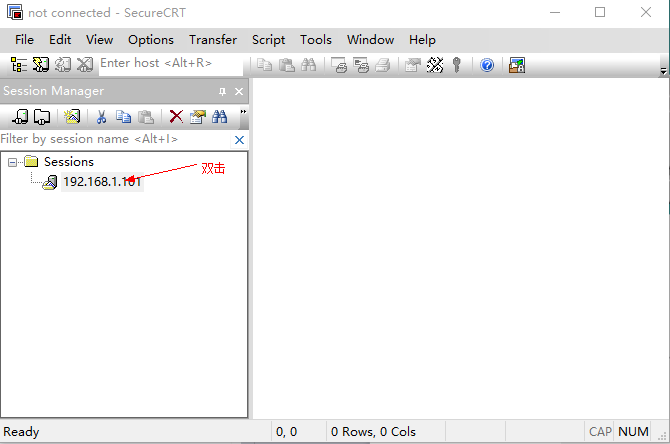 not connected - SecureCRT
File Edit View Options Transfer Script Tools Window Help
Enter host <Alt+R>
Session Manager
Filter by session name <Alt+I>
Sessions
192.168.1.101
双击
Ready 0, 0 0 Rows, 0 Cols CAP NUM